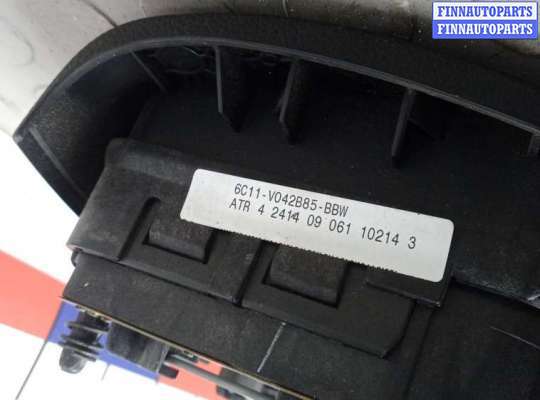 FINNAUTOPARTS
FINNAUTOPARTS
6C11-V042B85-BBW
ATR 4 2414 09 061 10214 3